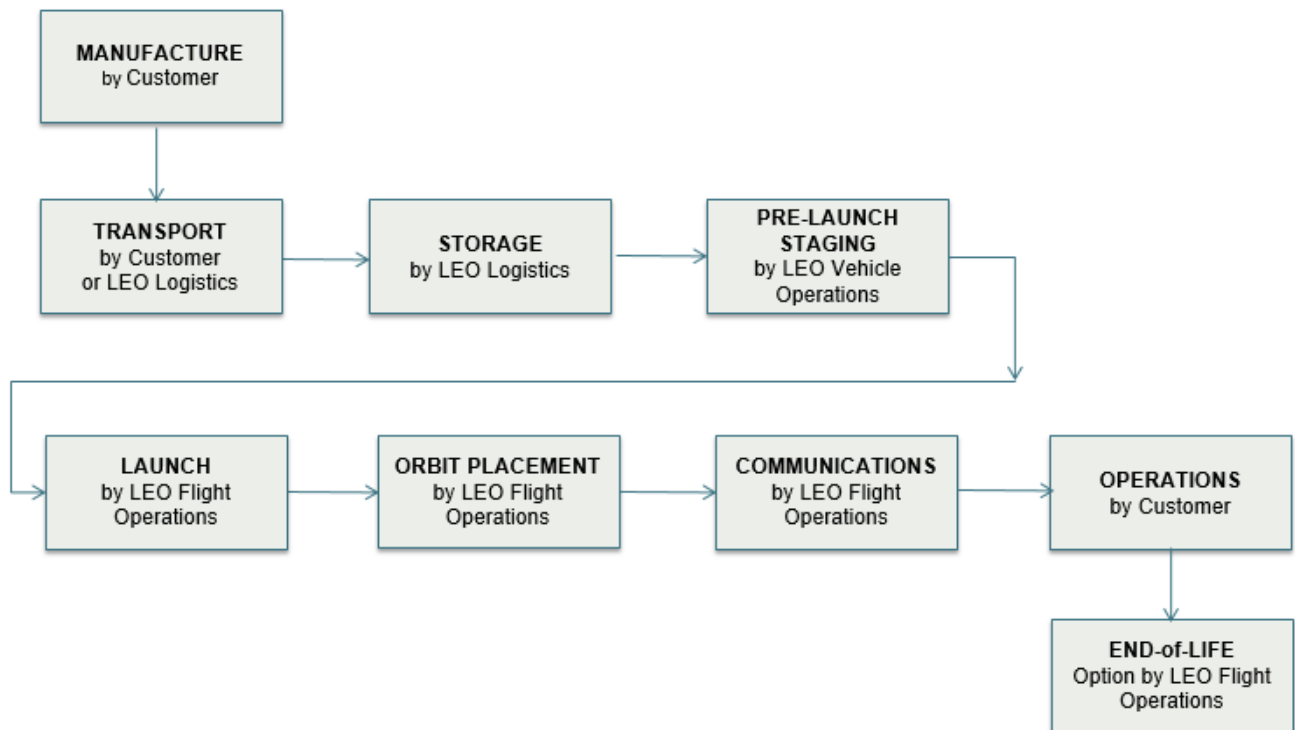 MANUFACTURE
by Customer
TRANSPORT
by Customer
or LEO Logistics
STORAGE
by LEO Logistics
PRE-LAUNCH
STAGING
by LEO Vehicle
Operations
LAUNCH
by LEO Flight
Operations
ORBIT PLACEMENT
by LEO Flight
Operations
COMMUNICATIONS
by LEO Flight
Operations
OPERATIONS
by Customer
END-of-LIFE
Option by LEO Flight
Operations